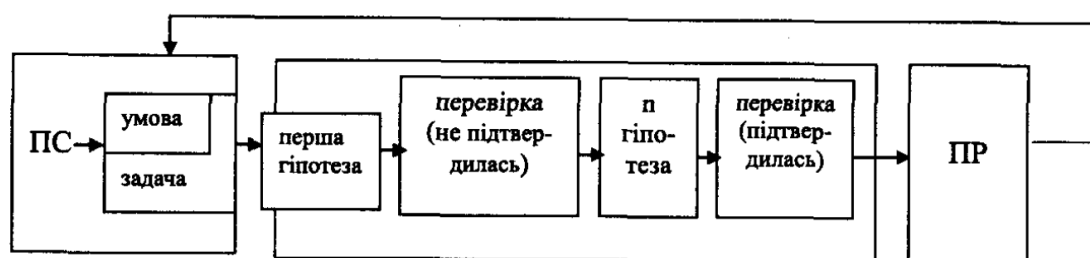 ПС
умова
задача
перша
гіпотеза
перевірка
(не підтвер-
дилась)
п
гіпо-
теза
перевірка
(підтвер-
дилась)
ПР